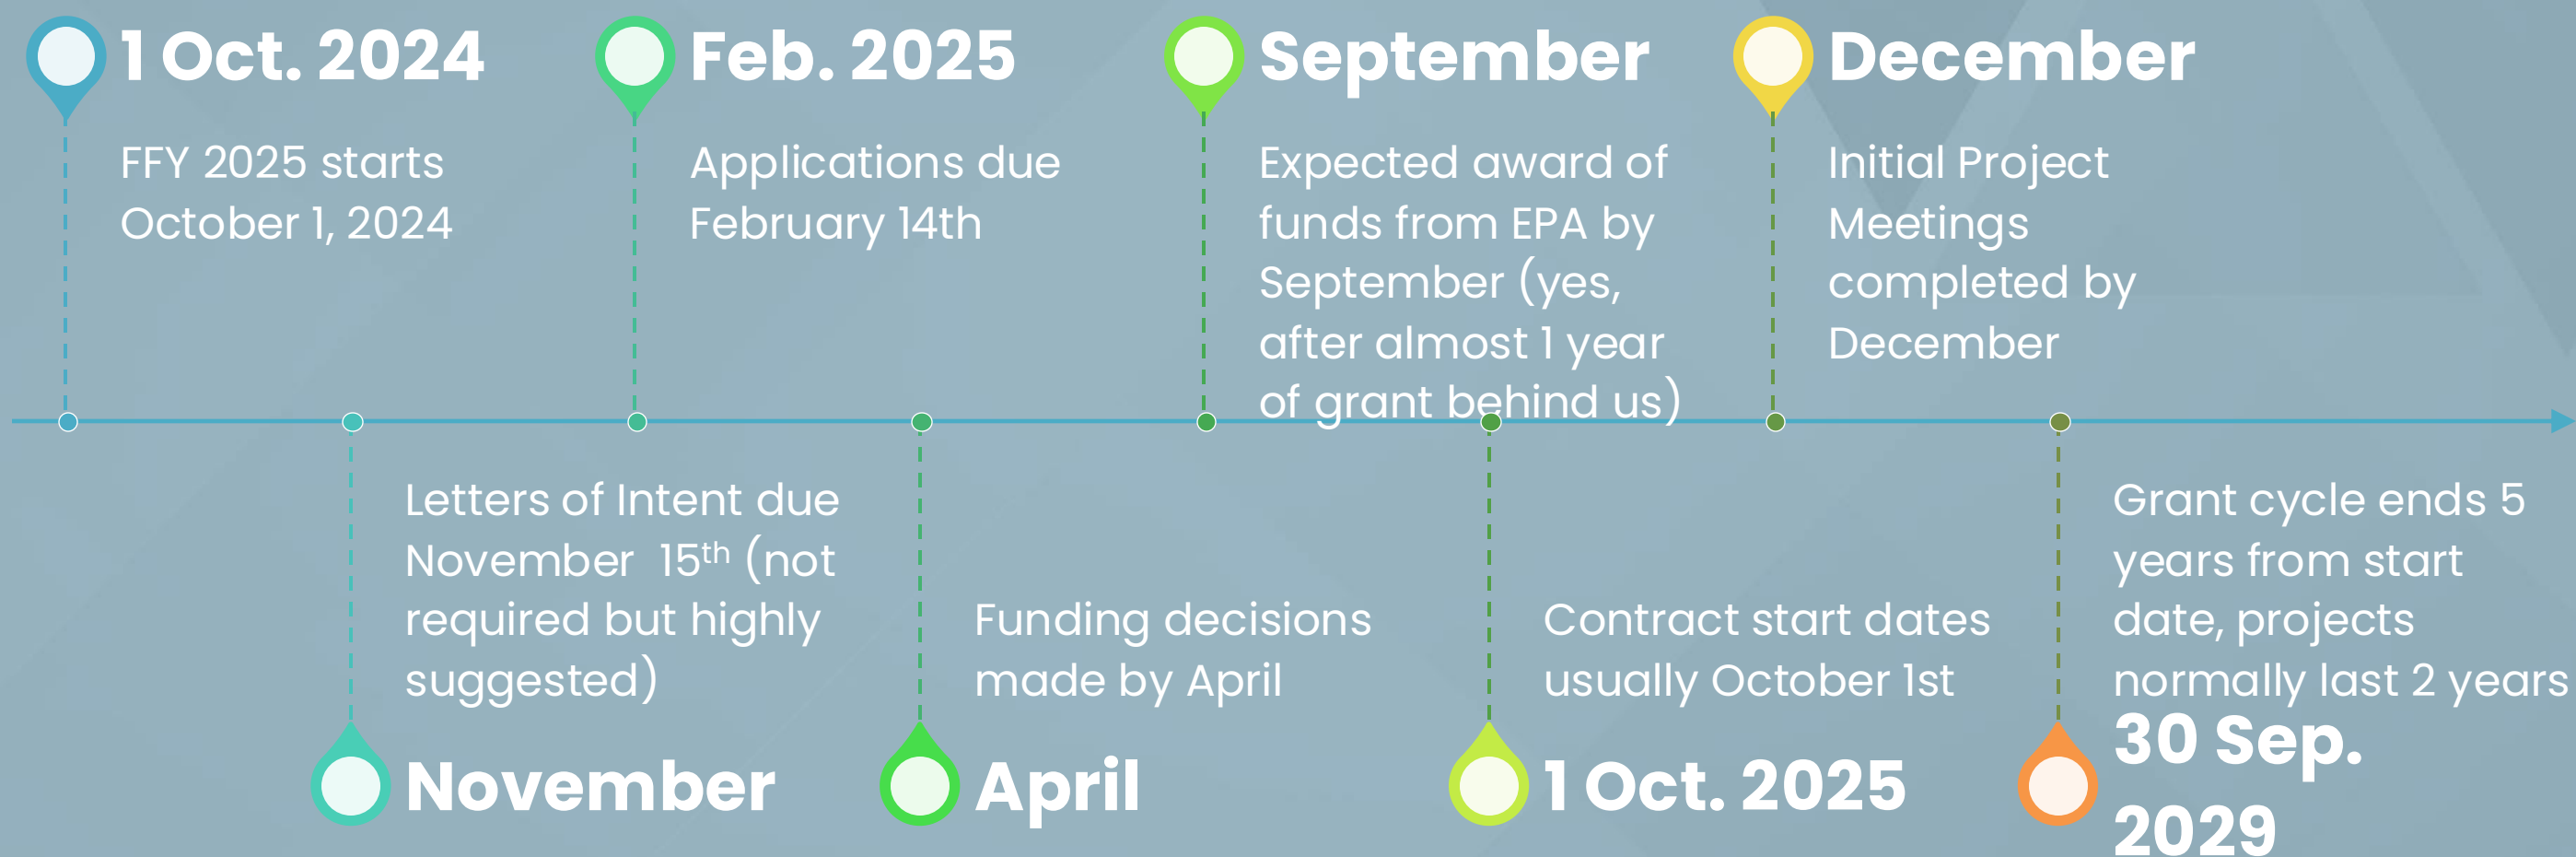 1 Oct. 2024
FFY 2025 starts
October 1, 2024
Letters of Intent due
November  15th (not
required but highly
suggested)
November
Feb. 2025
Applications due
February 14th
Funding decisions
made by April
April
September
Expected award of
funds from EPA by
September (yes,
after almost 1 year
of grant behind us)
Contract start dates
usually October 1st
1 Oct. 2025
December
Initial Project
Meetings
completed by
December
Grant cycle ends 5
years from start
date, projects
normally last 2 years
30 Sep.
2029